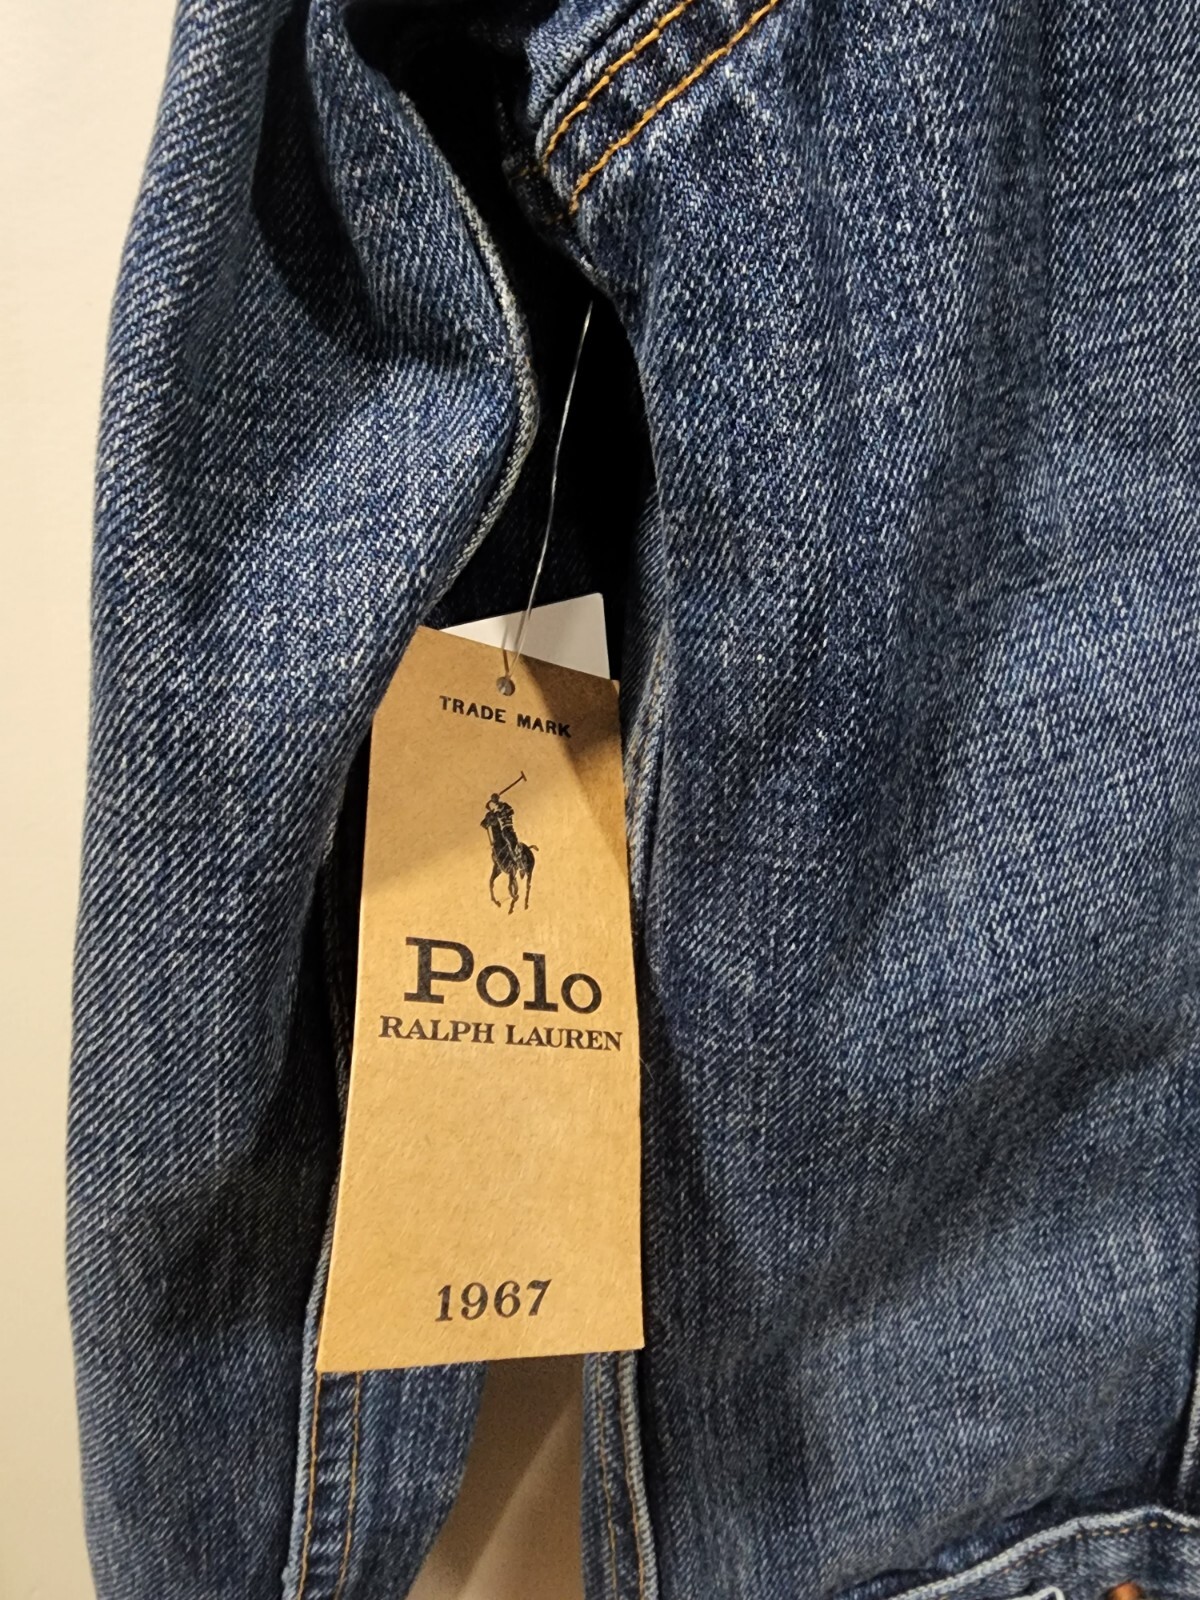 TRADE MARK
Polo
RALPH LAUREN
1967